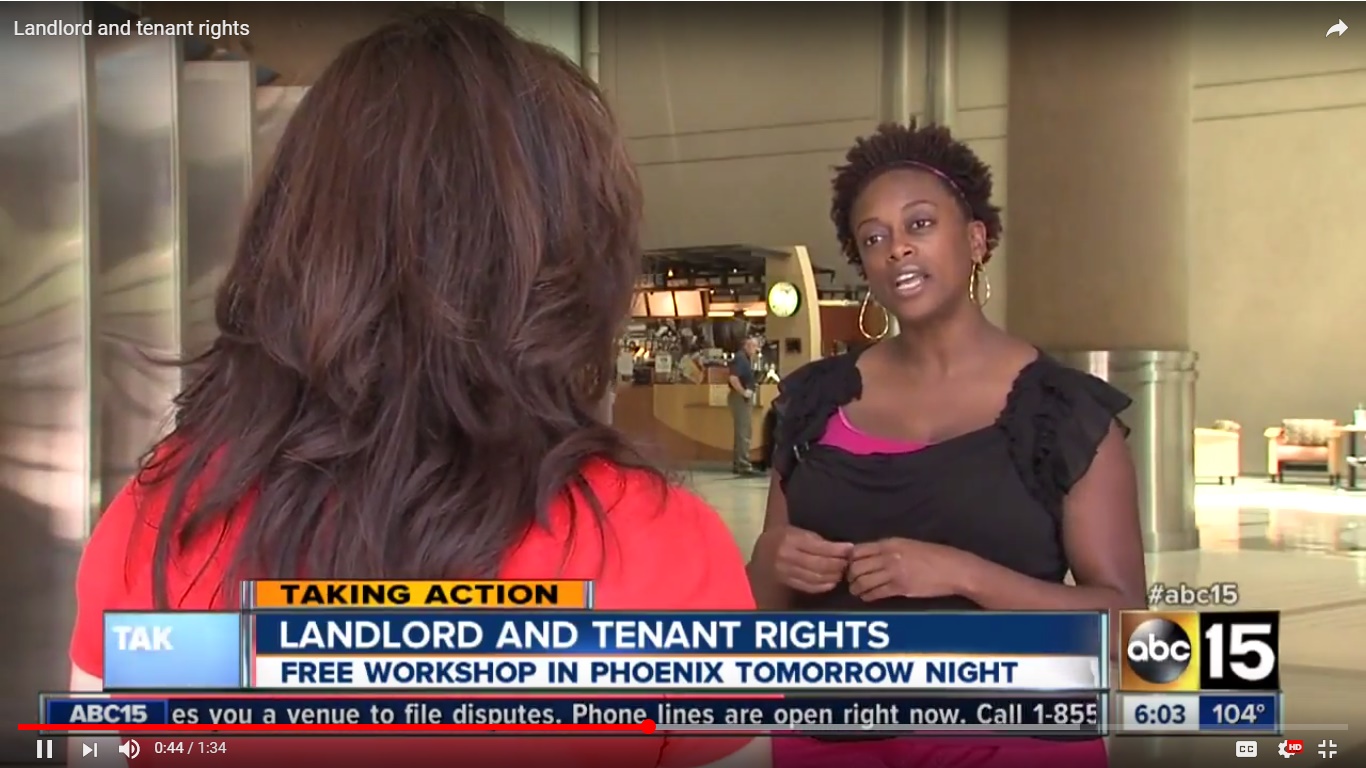 Landlord and tenant rights
TAKING ACTION
#abc15
TAK
LANDLORD AND TENANT RIGHTS
FREE WORKSHOP IN PHOENIX TOMORROW NIGHT
abc 15
ABC15
es you a venue to file disputes. Phone lines are open right now. Call 1-855
6:03 104°
0:44 / 1:34
CC
HD